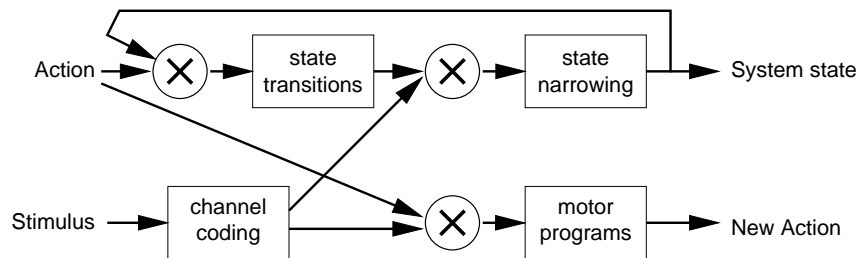 Action
state
transitions
state
narrowing
System state
Stimulus
channel
coding
motor
programs
New Action